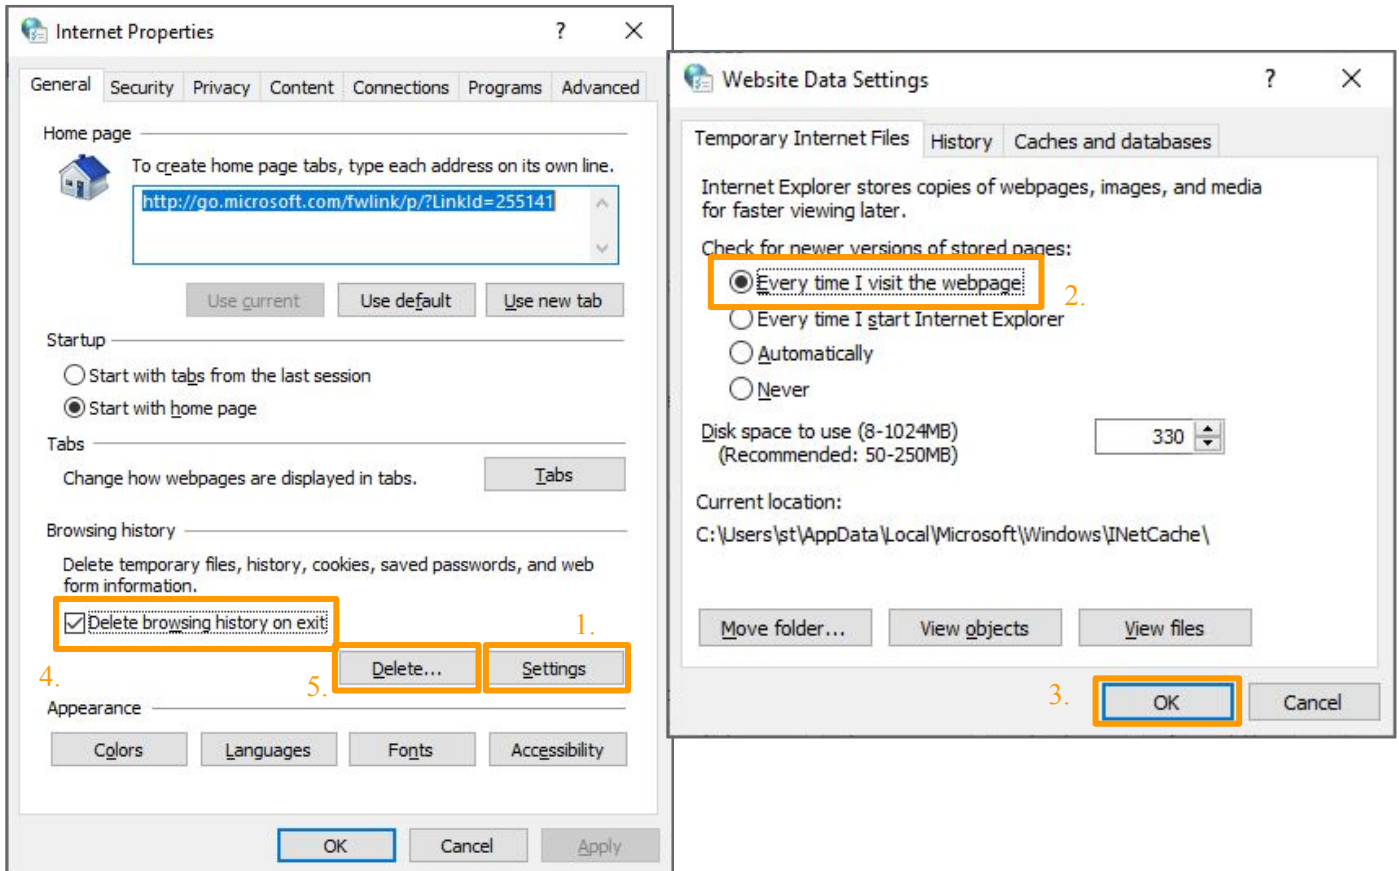 Internet Properties
?
General Security Privacy Content Connections Programs Advanced
Home page
To create home page tabs, type each address on its own line.
http://go.microsoft.com/fwlink/p/?LinkId=255141
Use current Use default Use new tab
Startup
Start with tabs from the last session
Start with home page
Tabs
Change how webpages are displayed in tabs. Tabs
Browsing history
Delete temporary files, history, cookies, saved passwords, and web
form information.
Delete browsing history on exit
1.
4.
5.
Delete... Settings
Appearance
Colors Languages Fonts Accessibility
OK Cancel Apply
Website Data Settings
?
Temporary Internet Files History Caches and databases
Internet Explorer stores copies of webpages, images, and media
for faster viewing later.
Check for newer versions of stored pages:
Every time I visit the webpage
2.
Every time I start Internet Explorer
Automatically
Never
Disk space to use (8-1024MB) 330
(Recommended: 50-250MB)
Current location:
C:\Users\st\AppData\Local\Microsoft\Windows\INetCache\
Move folder... View objects View files
3.
OK Cancel